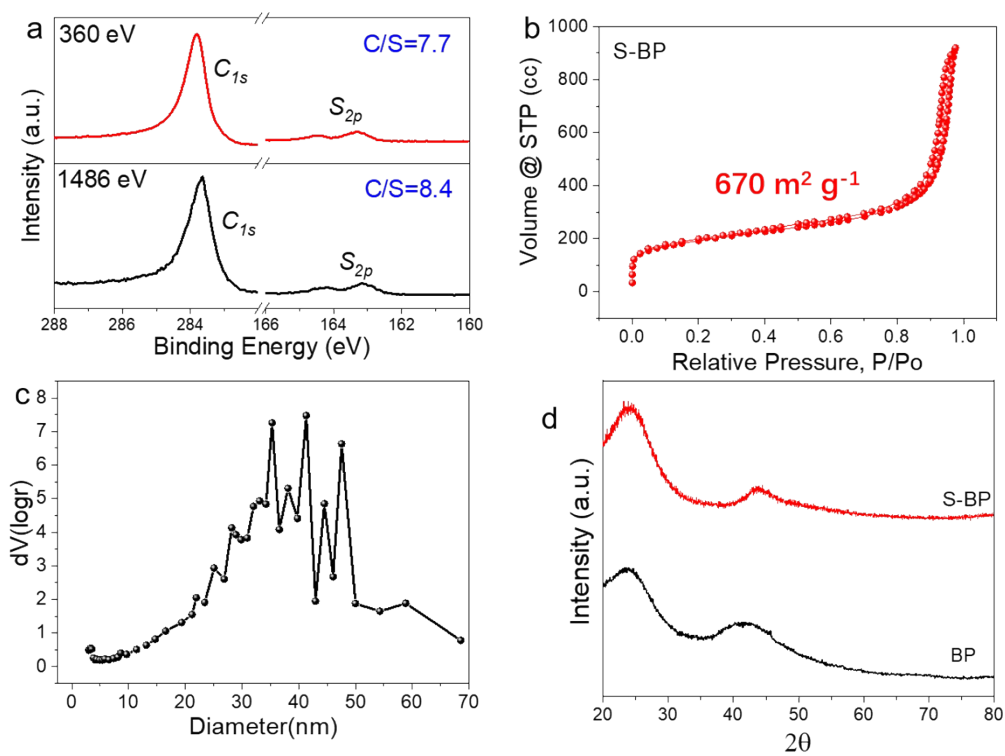 a
360 eV
C/S=7.7
C1s
S2p
1486 eV
C/S=8.4
C1s
S2p
Intensity (a.u.)
288 286 284 166 164 162 160
Binding Energy (eV)
b
S-BP
670 m² g⁻¹
1000
800
600
400
200
0
Volume @ STP (cc)
0.0 0.2 0.4 0.6 0.8 1.0
Relative Pressure, P/Po
c
8
7
6
5
4
3
2
1
0
dV(logr)
0 10 20 30 40 50 60 70
Diameter(nm)
d
S-BP
BP
Intensity (a.u.)
20 30 40 50 60 70 80
2θ